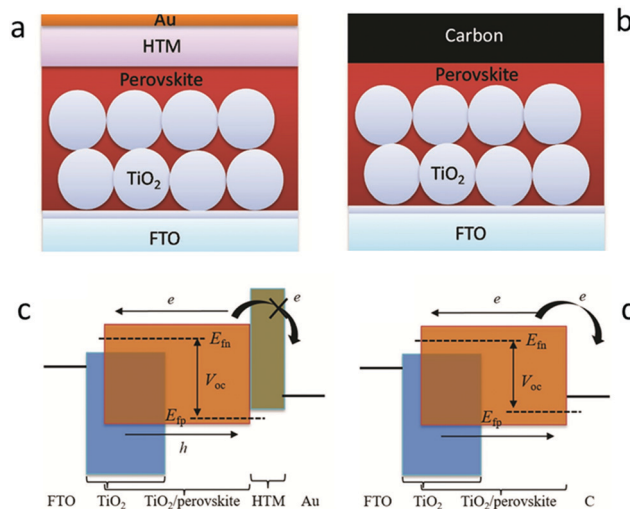 a
Au
HTM
Perovskite
TiO2
FTO
b
Carbon
Perovskite
TiO2
FTO
c
e
e
Efn
Voc
Efp
h
FTO TiO2 TiO2/perovskite HTM Au
e
e
Efn
Voc
Efp
FTO TiO2 TiO2/perovskite C